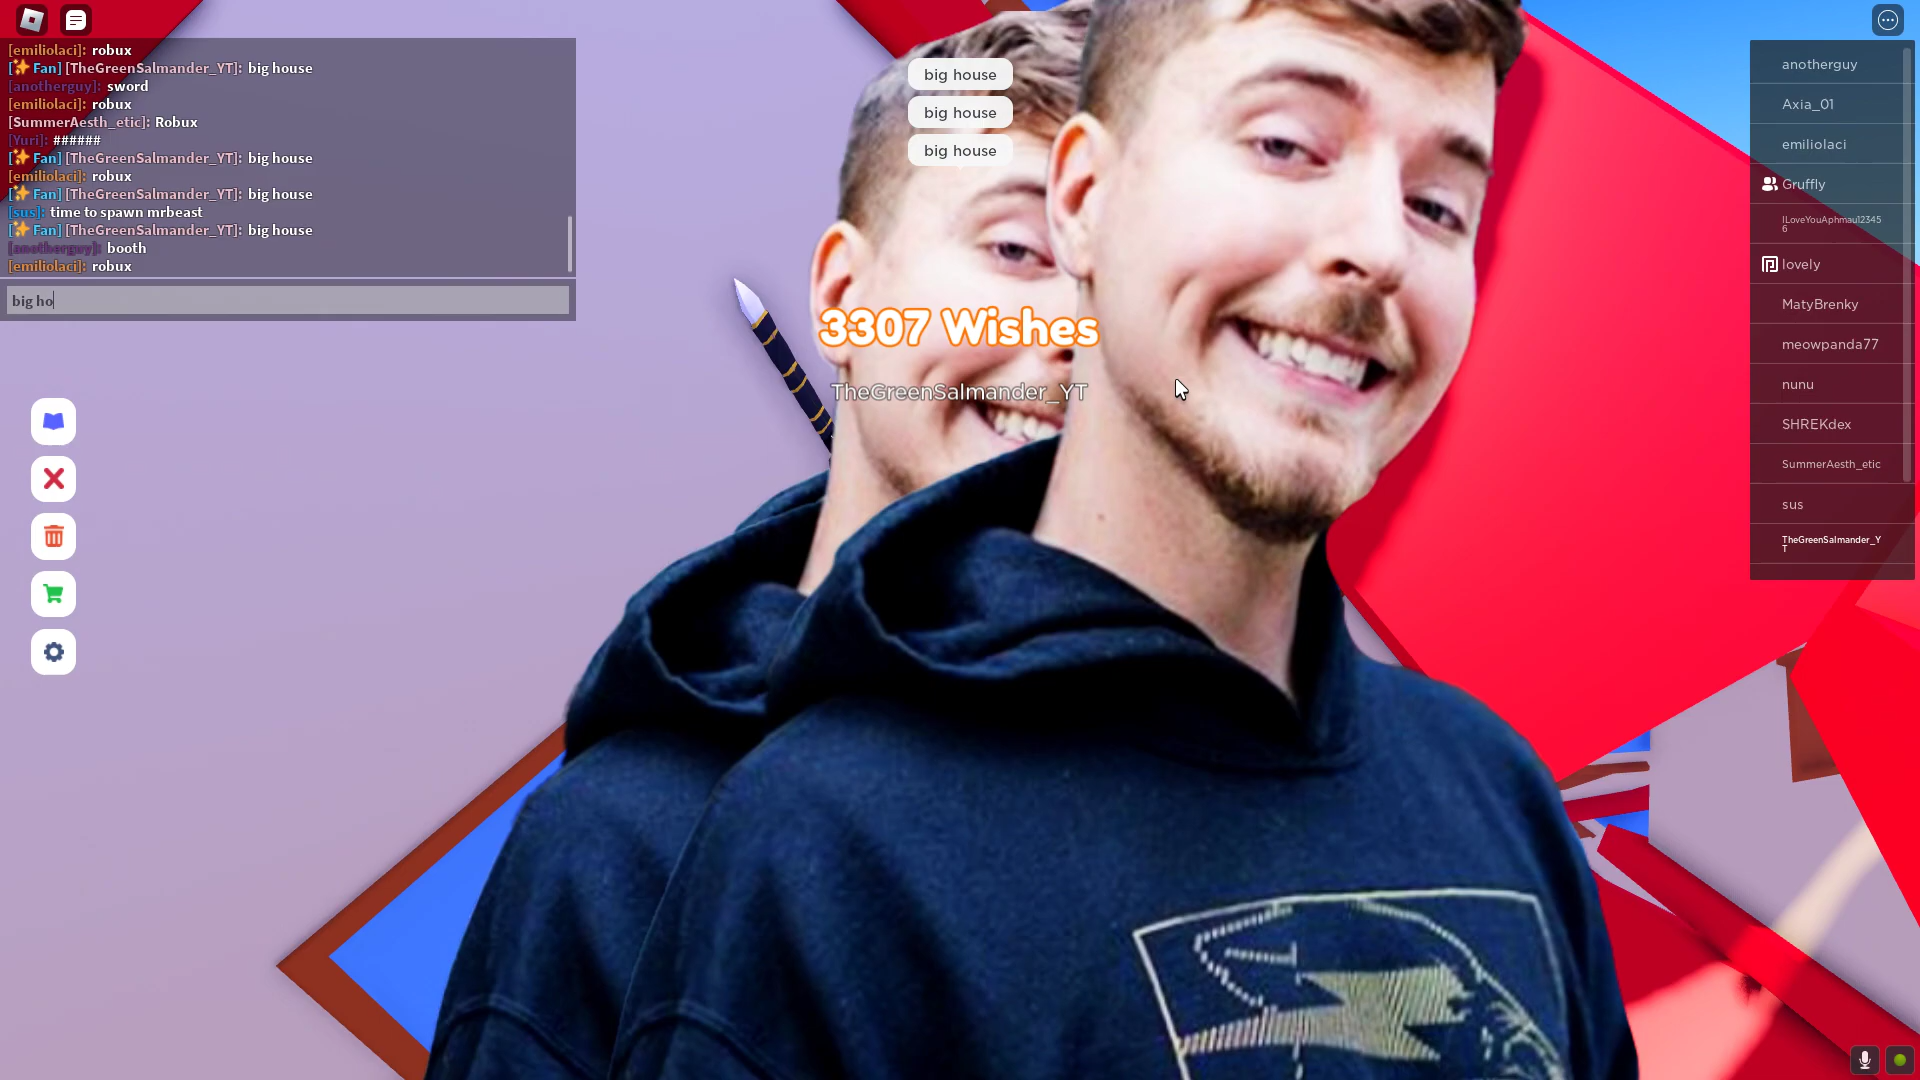 [emiliolaci]: robux
[✨Fan] [TheGreenSalmander_YT]: big house
[anotherguy]: sword
[emiliolaci]: robux
[SummerAesth_etic]: Robux
[Yuri]: ######
[✨Fan] [TheGreenSalmander_YT]: big house
[emiliolaci]: robux
[✨Fan] [TheGreenSalmander_YT]: big house
[sus]: time to spawn mrbeast
[✨Fan] [TheGreenSalmander_YT]: big house
[anotherguy]: booth
[emiliolaci]: robux
big ho
big house
big house
big house
3307 Wishes
TheGreenSalmander_YT
anotherguy
Axia_01
emiliolaci
Gruffly
ILoveYouAphmau12345
6
lovely
MatyBrenky
meowpanda77
nunu
SHREKdex
SummerAesth_etic
sus
TheGreenSalmander_Y
T